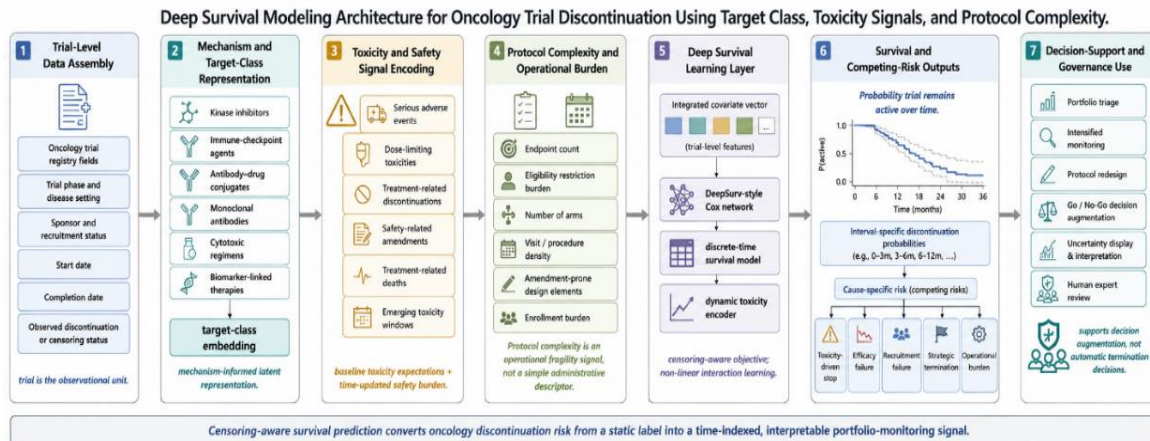 Deep Survival Modeling Architecture for Oncology Trial Discontinuation Using Target Class, Toxicity Signals, and Protocol Complexity.
1
Trial-Level
Data Assembly
Oncology trial
registry fields
Trial phase and
disease setting
Sponsor and
recruitment status
Start date
Completion date
Observed discontinuation
or censoring status
trial is the observational unit.
2
Mechanism and
Target-Class
Representation
Kinase inhibitors
Immune-checkpoint
agents
Antibody–drug
conjugates
Monoclonal
antibodies
Cytotoxic
regimens
Biomarker-linked
therapies
target-class
embedding
mechanism-informed latent
representation.
3
Toxicity and Safety
Signal Encoding
Serious adverse
events
Dose-limiting
toxicities
Treatment-related
discontinuations
Safety-related
amendments
Treatment-related
deaths
Emerging toxicity
windows
baseline toxicity expectations +
time-updated safety burden.
4
Protocol Complexity and
Operational Burden
Endpoint count
Eligibility restriction
burden
Number of arms
Visit / procedure
density
Amendment-prone
design elements
Enrollment burden
Protocol complexity is an
operational fragility signal,
not a simple administrative
descriptor.
5
Deep Survival
Learning Layer
Integrated covariate vector
...
(trial-level features)
DeepSurv-style
Cox network
discrete-time
survival model
dynamic toxicity
encoder
censoring-aware objective;
non-linear interaction learning.
6
Survival and
Competing-Risk Outputs
Probability trial remains
active over time.
P(active)
1.0
0.5
0.0
0 6 12 18 24 30 36
Time (months)
Interval-specific discontinuation
probabilities
(e.g., 0–3m, 3–6m, 6–12m, ...)
Cause-specific risk (competing risks)
Toxicity-
driven
stop
Efficacy
failure
Recruitment
failure
Strategic
termination
Operational
burden
7
Decision-Support and
Governance Use
Portfolio triage
Intensified
monitoring
Protocol redesign
Go / No-Go decision
augmentation
Uncertainty display
& interpretation
Human expert
review
supports decision
augmentation, not
automatic termination
decisions.
Censoring-aware survival prediction converts oncology discontinuation risk from a static label into a time-indexed, interpretable portfolio-monitoring signal.